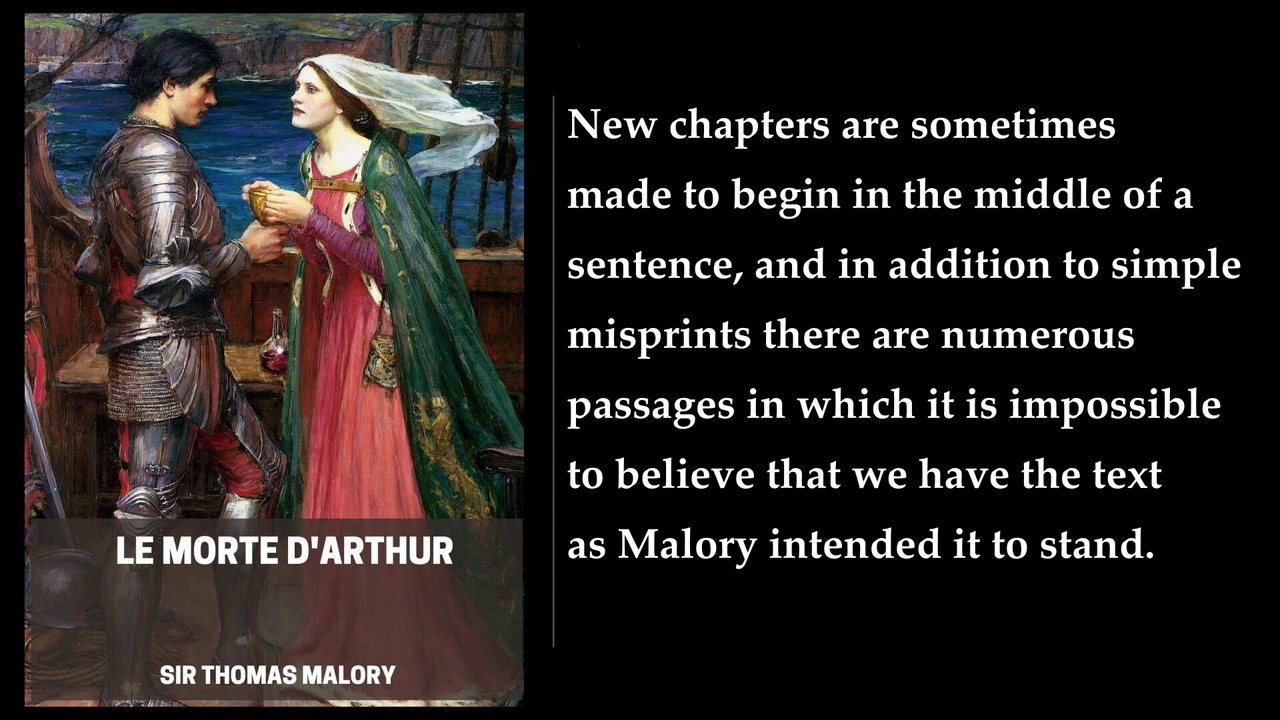 LE MORTE D'ARTHUR
SIR THOMAS MALORY
New chapters are sometimes
made to begin in the middle of a
sentence, and in addition to simple
misprints there are numerous
passages in which it is impossible
to believe that we have the text
as Malory intended it to stand.